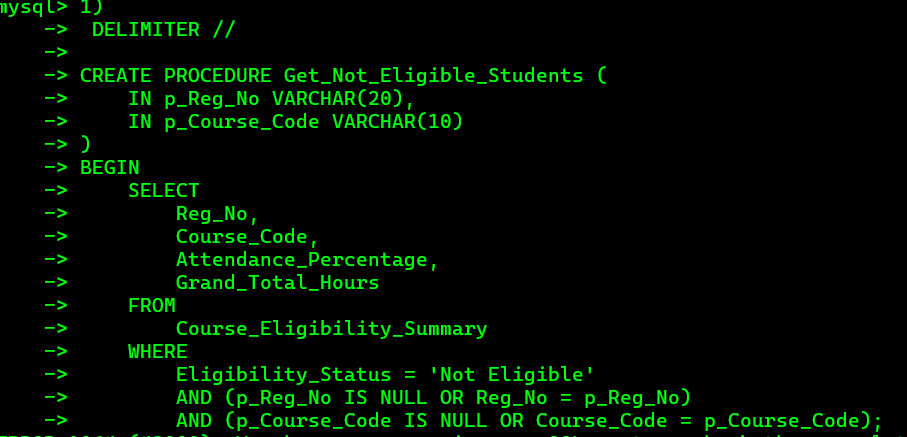 mysql> 1)
    ->  DELIMITER //
    ->
    -> CREATE PROCEDURE Get_Not_Eligible_Students (
    ->     IN p_Reg_No VARCHAR(20),
    ->     IN p_Course_Code VARCHAR(10)
    -> )
    -> BEGIN
    ->     SELECT
    ->         Reg_No,
    ->         Course_Code,
    ->         Attendance_Percentage,
    ->         Grand_Total_Hours
    ->     FROM
    ->         Course_Eligibility_Summary
    ->     WHERE
    ->         Eligibility_Status = 'Not Eligible'
    ->         AND (p_Reg_No IS NULL OR Reg_No = p_Reg_No)
    ->         AND (p_Course_Code IS NULL OR Course_Code = p_Course_Code);